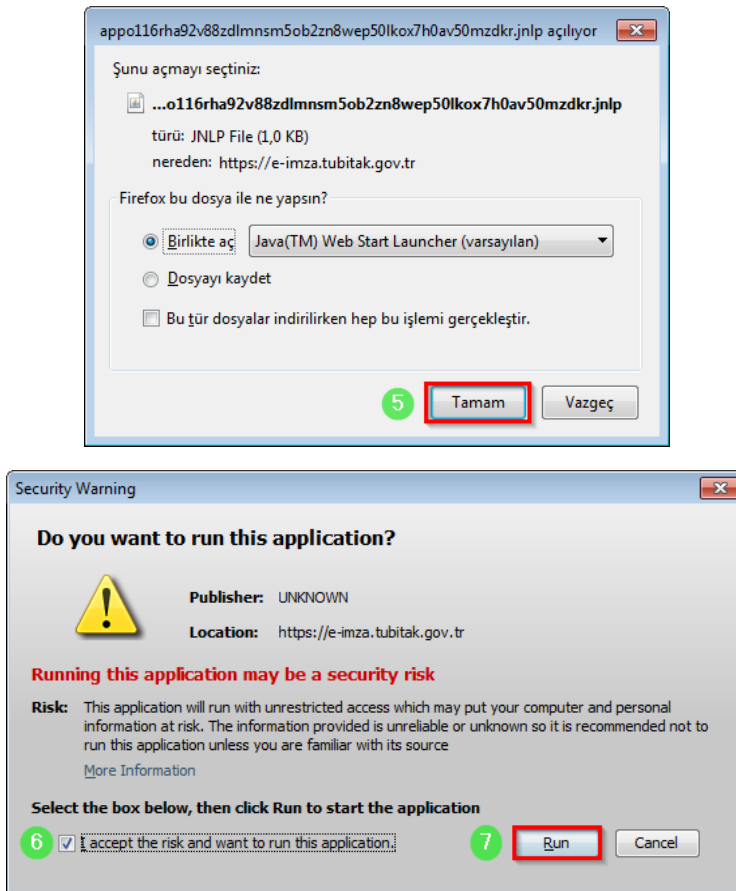 appo116rha92v88zdlmnsm5ob2zn8wep50lkox7h0av50mzdkr.jnlp açılıyor
Şunu açmayı seçtiniz:
...o116rha92v88zdlmnsm5ob2zn8wep50lkox7h0av50mzdkr.jnlp
türü: JNLP File (1,0 KB)
nereden: https://e-imza.tubitak.gov.tr
Firefox bu dosya ile ne yapsın?
Birlikte aç Java(TM) Web Start Launcher (varsayılan)
Dosyayı kaydet
Bu tür dosyalar indirilirken hep bu işlemi gerçekleştir.
5 Tamam Vazgeç
Security Warning
Do you want to run this application?
Publisher: UNKNOWN
Location: https://e-imza.tubitak.gov.tr
Running this application may be a security risk
Risk: This application will run with unrestricted access which may put your computer and personal
information at risk. The information provided is unreliable or unknown so it is recommended not to
run this application unless you are familiar with its source
More Information
Select the box below, then click Run to start the application
6 I accept the risk and want to run this application. 7 Run Cancel